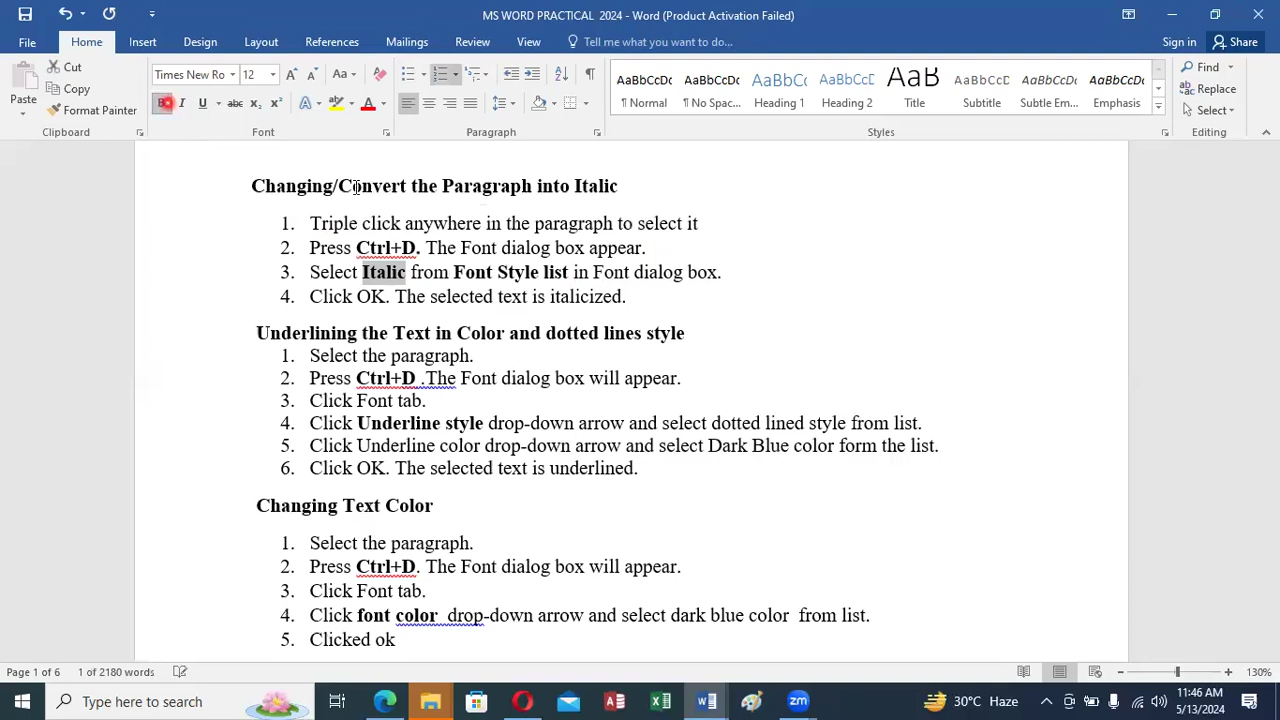 MS WORD PRACTICAL 2024 - Word (Product Activation Failed)
File Home Insert Design Layout References Mailings Review View Tell me what you want to do... Sign in Share
Cut
Copy
Format Painter
Paste
Clipboard
Times New Ro 12
Font
Paragraph
AaBbCcDc AaBbCcDc AaBbCcI AaBbCcI AaB AaBbCcDc AaBbCcDc AaBbCcDc
¶ Normal ¶ No Spac... Heading Heading 2 Title Subtitle Subtle Em... Emphasis
Styles
Find
Replace
Select
Editing
Changing/Convert the Paragraph into Italic
1. Triple click anywhere in the paragraph to select it
2. Press Ctrl+D. The Font dialog box appear.
3. Select Italic from Font Style list in Font dialog box.
4. Click OK. The selected text is italicized.
Underlining the Text in Color and dotted lines style
1. Select the paragraph.
2. Press Ctrl+D .The Font dialog box will appear.
3. Click Font tab.
4. Click Underline style drop-down arrow and select dotted lined style from list.
5. Click Underline color drop-down arrow and select Dark Blue color form the list.
6. Click OK. The selected text is underlined.
Changing Text Color
1. Select the paragraph.
2. Press Ctrl+D. The Font dialog box will appear.
3. Click Font tab.
4. Click font color drop-down arrow and select dark blue color from list.
5. Clicked ok
Page 1 of 6 1 of 2180 words 130%
Type here to search
30°C Haze
11:46 AM
5/13/2024